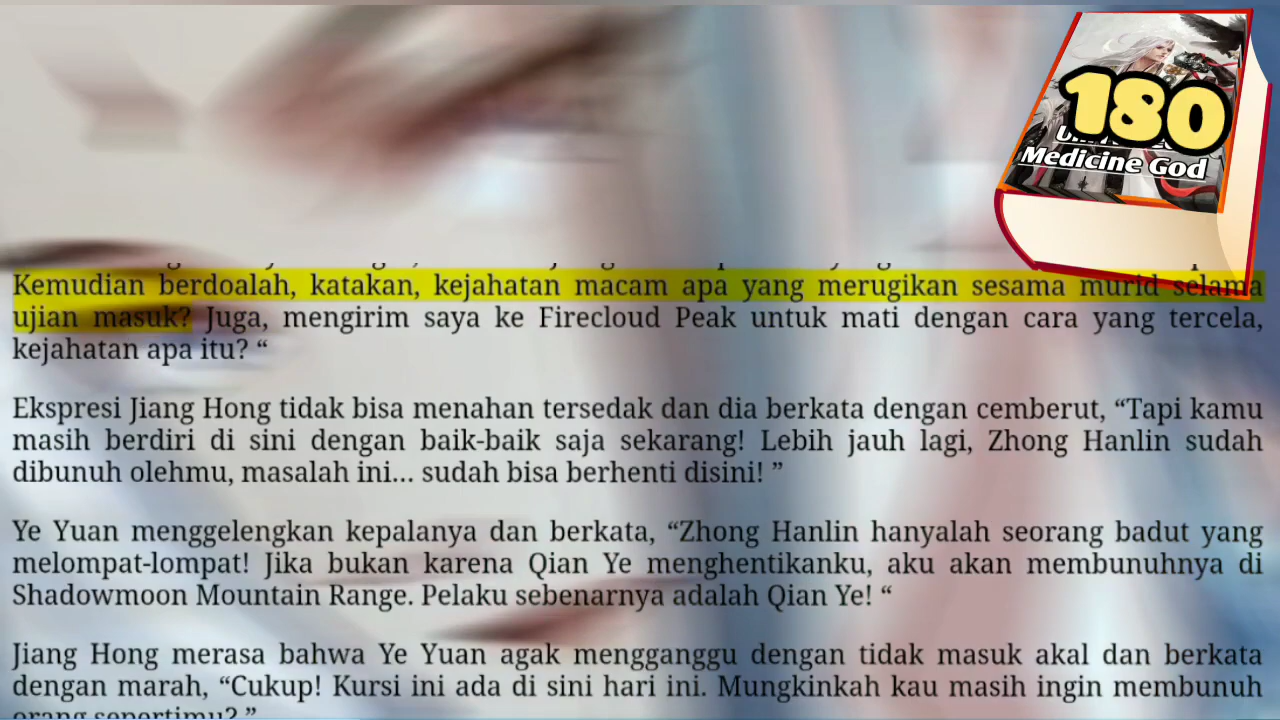 180
Medicine God
Kemudian berdoalah, katakan, kejahatan macam apa yang merugikan sesama murid selama
ujian masuk? Juga, mengirim saya ke Firecloud Peak untuk mati dengan cara yang tercela,
kejahatan apa itu? “
Ekspresi Jiang Hong tidak bisa menahan tersedak dan dia berkata dengan cemberut, “Tapi kamu
masih berdiri di sini dengan baik-baik saja sekarang! Lebih jauh lagi, Zhong Hanlin sudah
dibunuh olehmu, masalah ini... sudah bisa berhenti disini! ”
Ye Yuan menggelengkan kepalanya dan berkata, “Zhong Hanlin hanyalah seorang badut yang
melompat-lompat! Jika bukan karena Qian Ye menghentikanku, aku akan membunuhnya di
Shadowmoon Mountain Range. Pelaku sebenarnya adalah Qian Ye! “
Jiang Hong merasa bahwa Ye Yuan agak mengganggu dengan tidak masuk akal dan berkata
dengan marah, “Cukup! Kursi ini ada di sini hari ini. Mungkinkah kau masih ingin membunuh
orang sepertimu? ”